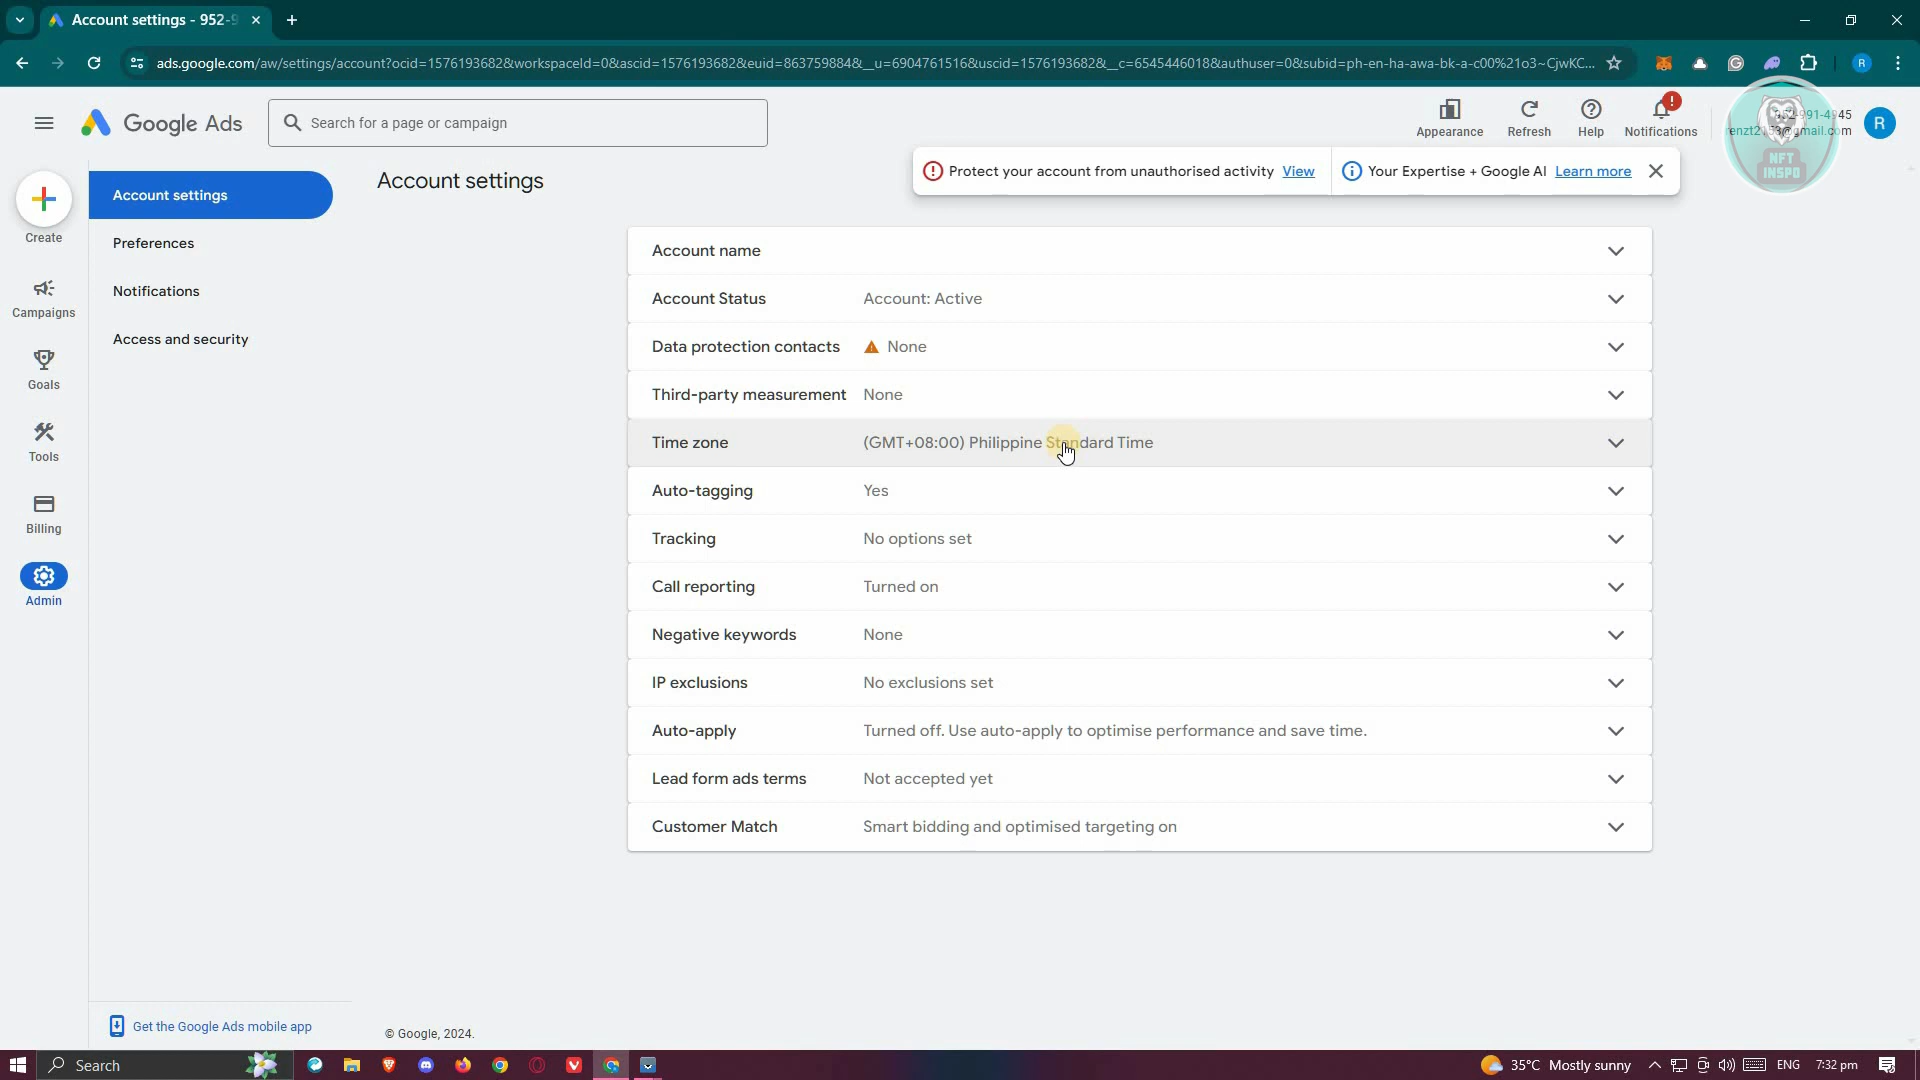 Account settings - 952-9
ads.google.com/aw/settings/account?ocid=1576193682&workspaceId=0&ascid=1576193682&euid=863759884&__u=6904761516&uscid=1576193682&__c=6545446018&authuser=0&subid=ph-en-ha-awa-bk-a-c00%21o3~CjwKC...
Google Ads
Search for a page or campaign
Appearance
Refresh
Help
Notifications
NFT
INSPO
R
Protect your account from unauthorised activity View
Your Expertise + Google AI Learn more
Create
Campaigns
Goals
Tools
Billing
Admin
Account settings
Preferences
Notifications
Access and security
Get the Google Ads mobile app
Account settings
Account name
Account Status Account: Active
Data protection contacts None
Third-party measurement None
Time zone (GMT+08:00) Philippine Standard Time
Auto-tagging Yes
Tracking No options set
Call reporting Turned on
Negative keywords None
IP exclusions No exclusions set
Auto-apply Turned off. Use auto-apply to optimise performance and save time.
Lead form ads terms Not accepted yet
Customer Match Smart bidding and optimised targeting on
© Google, 2024.
Search
35°C Mostly sunny
ENG
7:32 pm